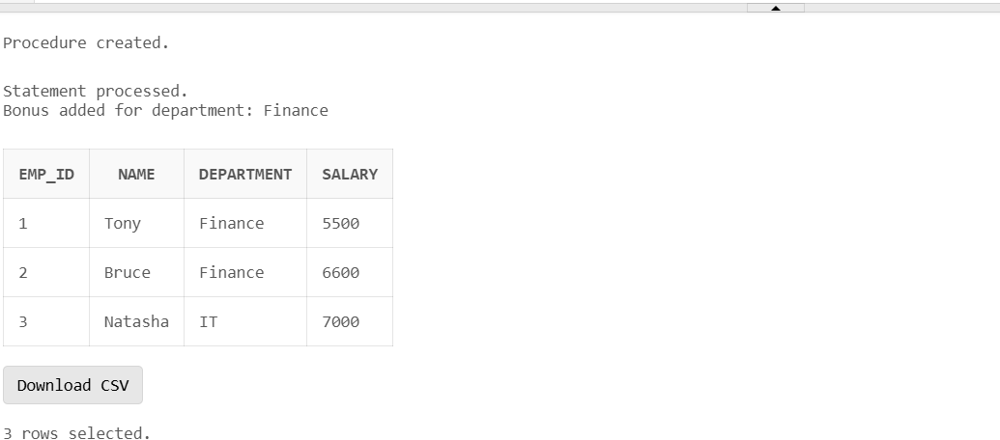 Procedure created.
Statement processed.
Bonus added for department: Finance
EMP_ID NAME DEPARTMENT SALARY
1 Tony Finance 5500
2 Bruce Finance 6600
3 Natasha IT 7000
Download CSV
3 rows selected.